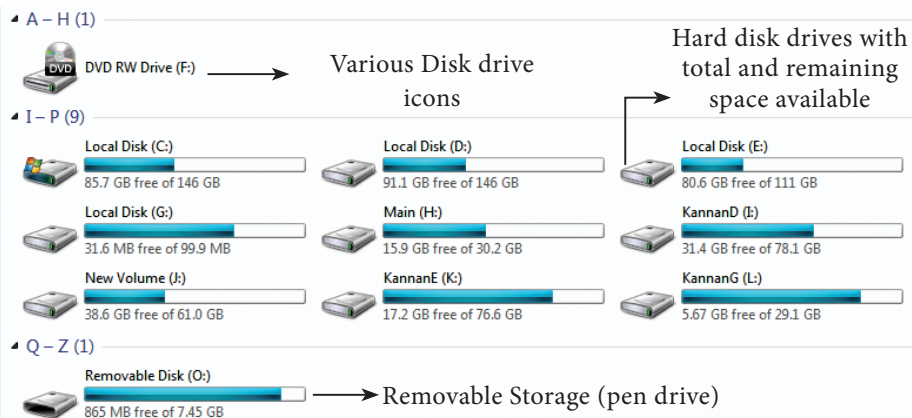 A – H (1)
DVD
DVD RW Drive (F:)
Various Disk drive
icons
Hard disk drives with
total and remaining
space available
I – P (9)
Local Disk (C:)
85.7 GB free of 146 GB
Local Disk (D:)
91.1 GB free of 146 GB
Local Disk (E:)
80.6 GB free of 111 GB
Local Disk (G:)
31.6 MB free of 99.9 MB
Main (H:)
15.9 GB free of 30.2 GB
KannanD (I:)
31.4 GB free of 78.1 GB
New Volume (J:)
38.6 GB free of 61.0 GB
KannanE (K:)
17.2 GB free of 76.6 GB
KannanG (L:)
5.67 GB free of 29.1 GB
Q – Z (1)
Removable Disk (O:)
865 MB free of 7.45 GB
Removable Storage (pen drive)